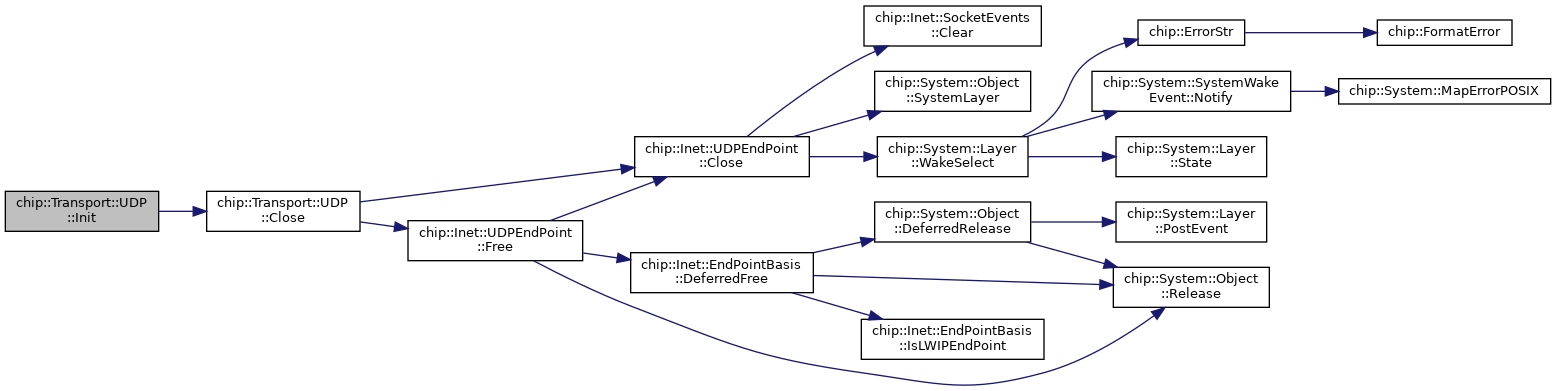 chip::Transport::UDP
::Init
chip::Transport::UDP
::Close
chip::Inet::UDPEndPoint
::Free
chip::Inet::UDPEndPoint
::Close
chip::Inet::EndPointBasis
::DeferredFree
chip::Inet::SocketEvents
::Clear
chip::System::Object
::SystemLayer
chip::System::Layer
::WakeSelect
chip::System::Object
::DeferredRelease
chip::Inet::EndPointBasis
::IsLWIPEndPoint
chip::ErrorStr
chip::System::SystemWake
Event::Notify
chip::System::Layer
::State
chip::System::Layer
::PostEvent
chip::System::Object
::Release
chip::FormatError
chip::System::MapErrorPOSIX